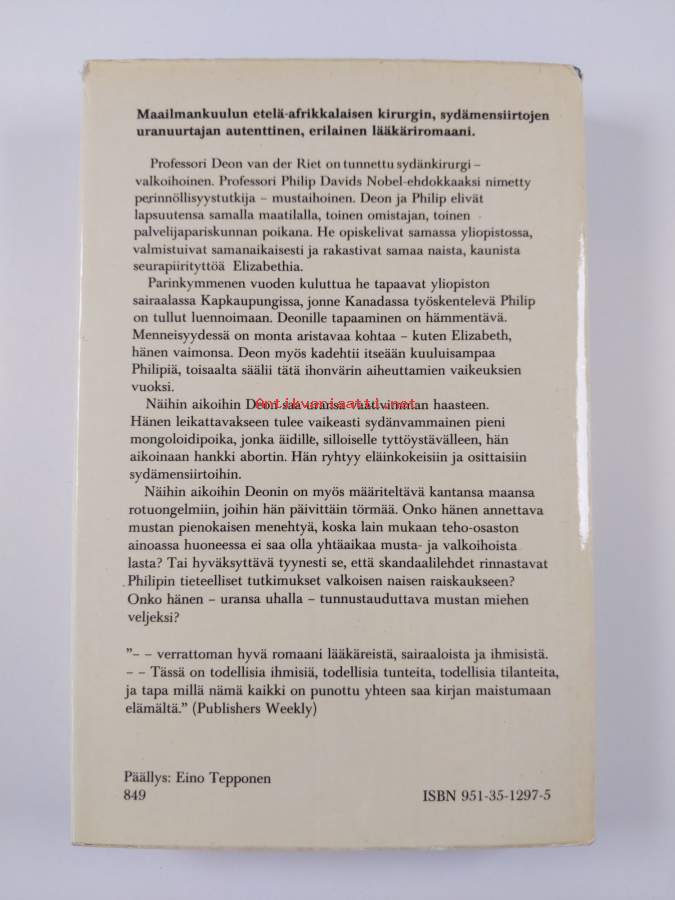 Maailmankuulun etelä-afrikkalaisen kirurgin, sydämensiirtojen
uranuurtajan autenttinen, erilainen lääkäriromaani.
Professori Deon van der Riet on tunnettu sydänkirurgi –
valkoihoinen. Professori Philip Davids Nobel-ehdokkaaksi nimetty
perinnöllisyystutkija – mustaihoinen. Deon ja Philip elivät
lapsuutensa samalla maatilalla, toinen omistajan, toinen
palvelijapariskunnan poikana. He opiskelivat samassa yliopistossa,
valmistuivat samanaikaisesti ja rakastivat samaa naista, kaunista
seurapiirityttöä Elizabethia.
Parinkymmenen vuoden kuluttua he tapaavat yliopiston
sairaalassa Kapkaupungissa, jonne Kanadassa työskentelevä Philip
on tullut luennoimaan. Deonille tapaaminen on hämmentävä.
Menneisyydessä on monta aristavaa kohtaa – kuten Elizabeth,
hänen vaimonsa. Deon myös kadehtii itseään kuuluisampaa
Philipiä, toisaalta säälii tätä ihonvärin aiheuttamien vaikeuksien
vuoksi.
Antikvariaatti.net
Näihin aikoihin Deon saa uransa vaativimman haasteen.
Hänen leikattavakseen tulee vaikeasti sydänvammainen pieni
mongoloidipoika, jonka äidille, silloiselle tyttöystävälleen, hän
aikoinaan hankki abortin. Hän ryhtyy eläinkokeisiin ja osittaisiin
sydämensiirtoihin.
Näihin aikoihin Deonin on myös määriteltävä kantansa maansa
rotuongelmiin, joihin hän päivittäin törmää. Onko hänen annettava
mustan pienokaisen menehtyä, koska lain mukaan teho-osaston
ainoassa huoneessa ei saa olla yhtäaikaa musta- ja valkoihoista
lasta? Tai hyväksyttävä tyynesti se, että skandaalilehdet rinnastavat
Philipin tieteelliset tutkimukset valkoisen naisen raiskaukseen?
Onko hänen – uransa uhalla – tunnustauduttava mustan miehen
veljeksi?
”– – verrattoman hyvä romaani lääkäreistä, sairaaloista ja ihmisistä.
– – Tässä on todellisia ihmisiä, todellisia tunteita, todellisia tilanteita,
ja tapa millä nämä kaikki on punottu yhteen saa kirjan maistumaan
elämältä.” (Publishers Weekly)
Päällys: Eino Tepponen
849 ISBN 951-35-1297-5